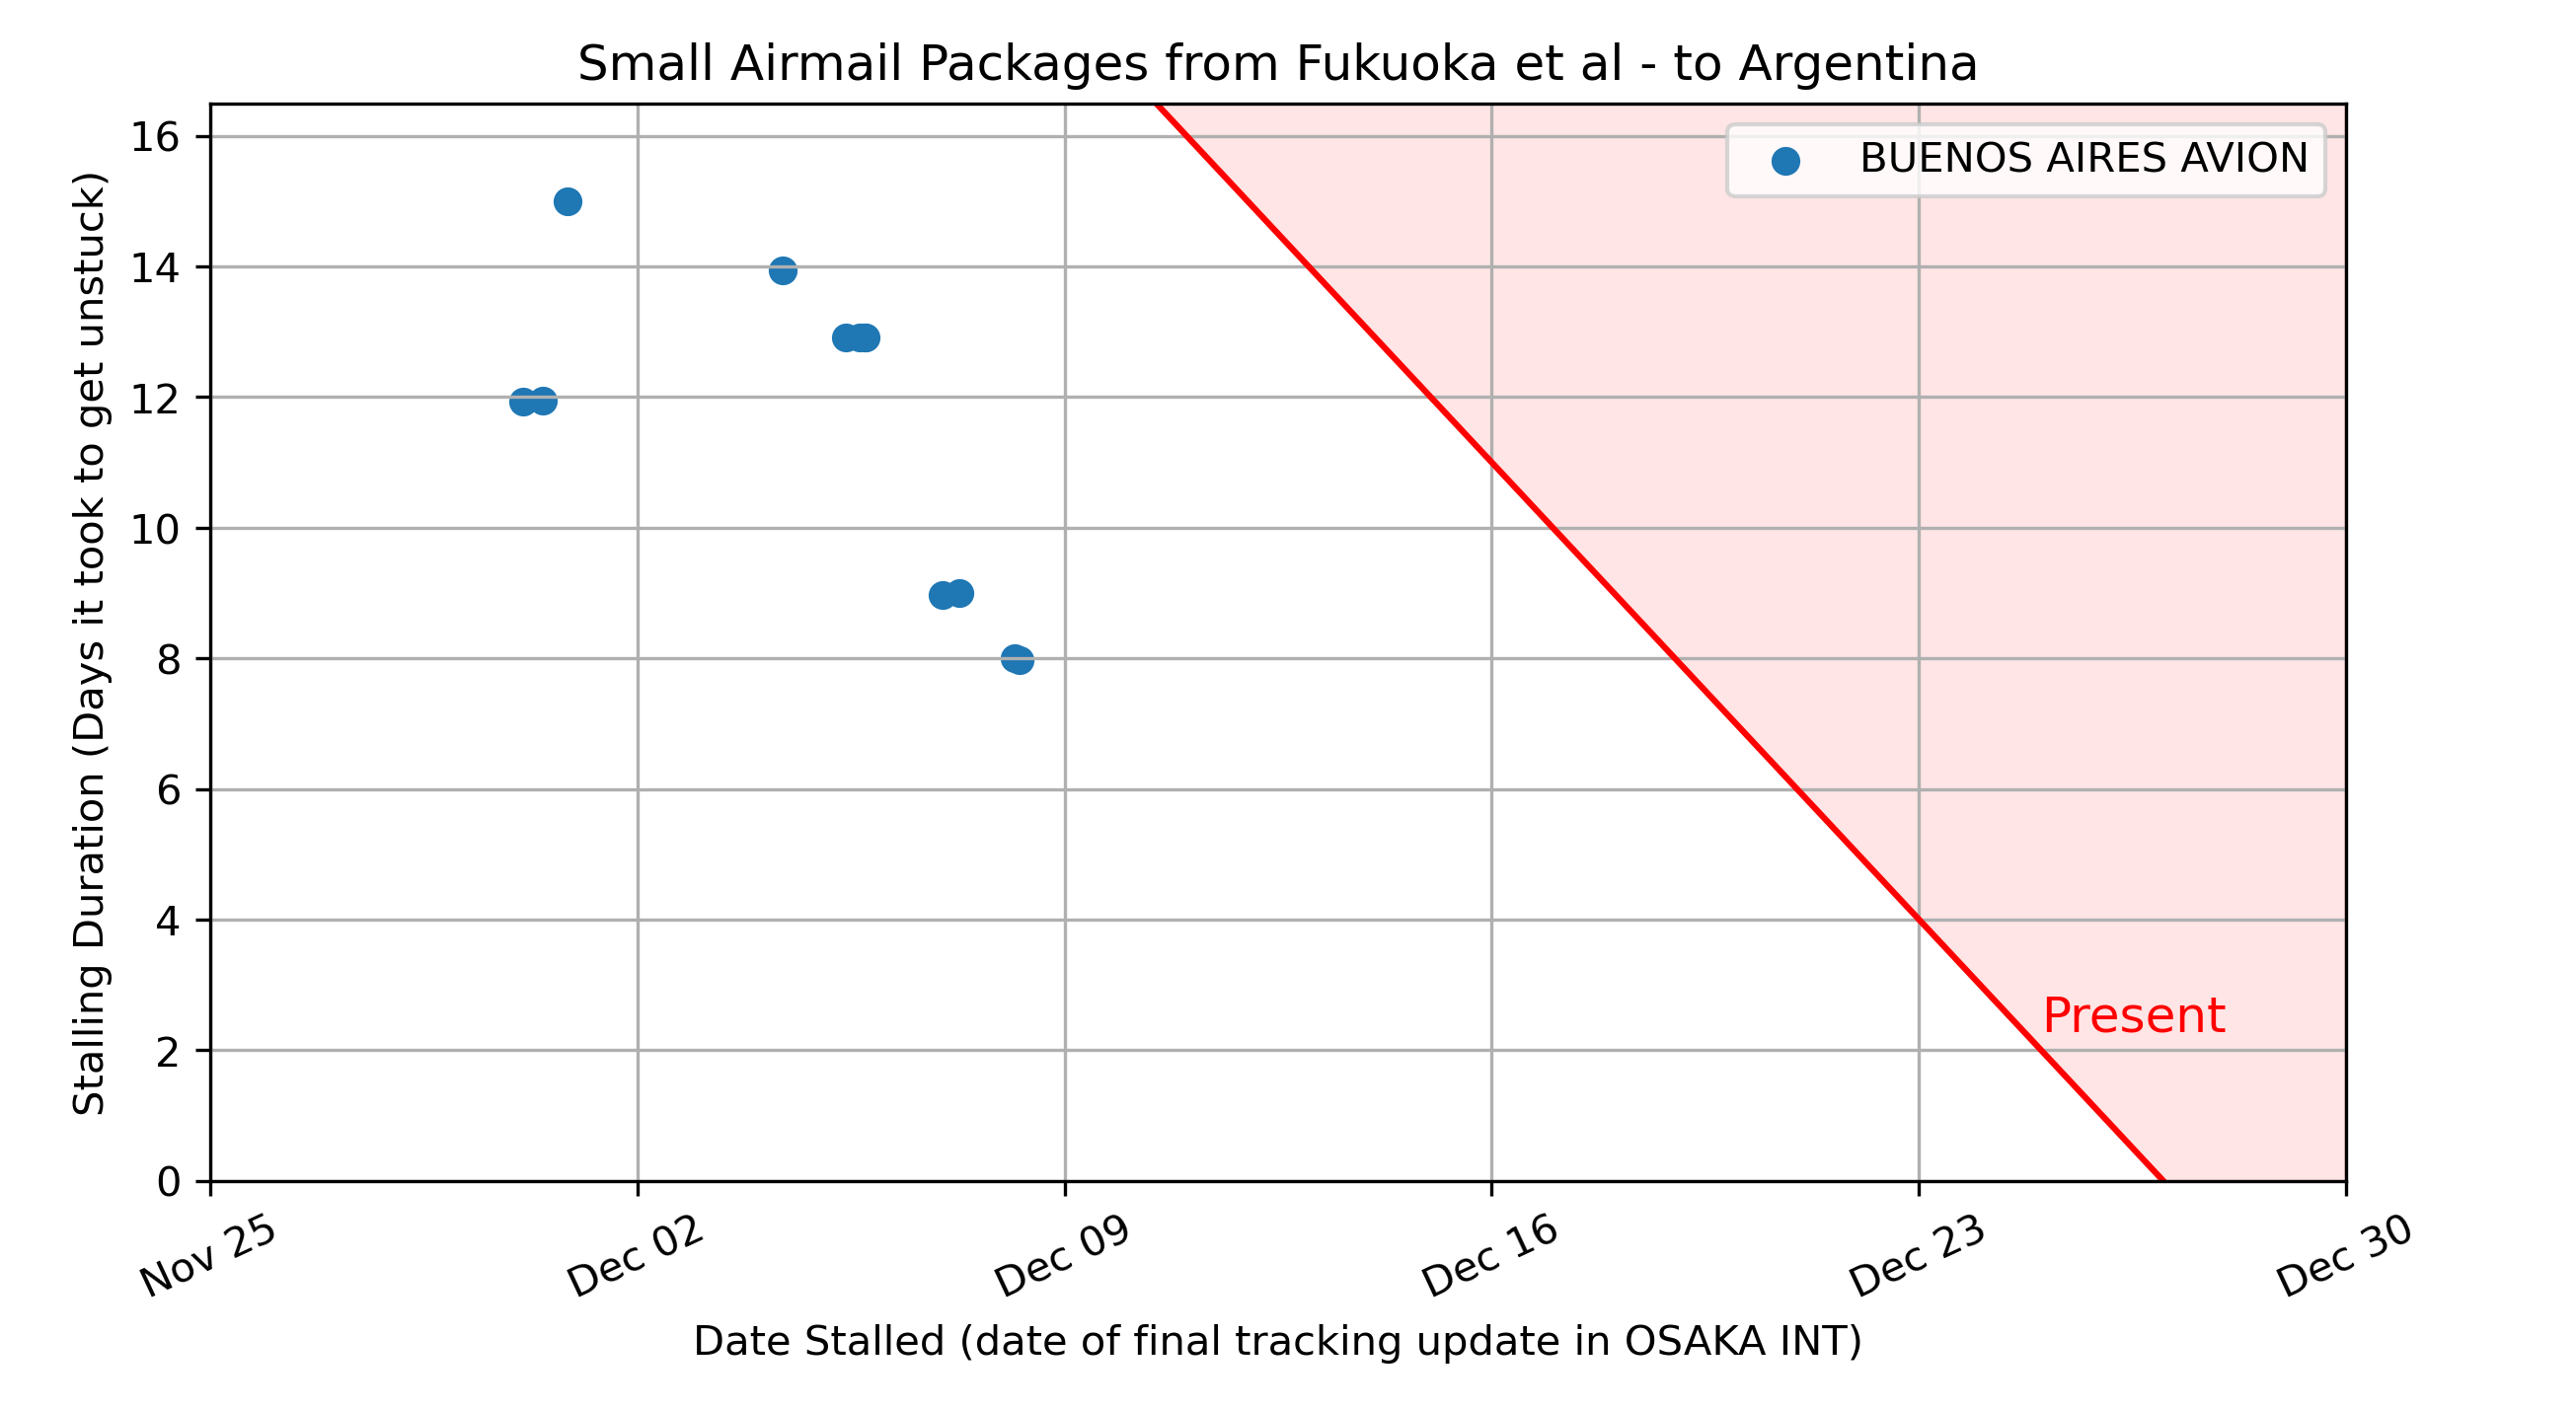 Small Airmail Packages from Fukuoka et al - to Argentina
BUENOS AIRES AVION
Stalling Duration (Days it took to get unstuck)
16
14
12
10
8
6
4
2
0
Present
Nov 25
Dec 02
Dec 09
Dec 16
Dec 23
Dec 30
Date Stalled (date of final tracking update in OSAKA INT)